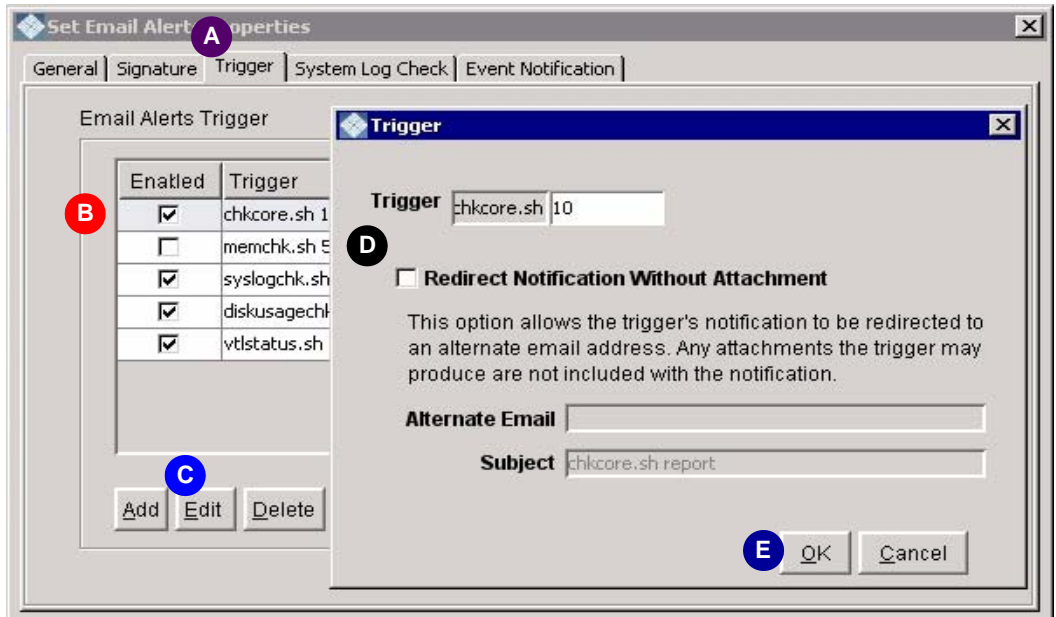 Set Email Alert Properties
A
General Signature Trigger System Log Check Event Notification
Email Alerts Trigger
Enabled Trigger
B
chkcore.sh 1
memchk.sh 5
syslogchk.sh
diskusagechk
vtlstatus.sh
C
Add Edit Delete
Trigger
Trigger chkcore.sh 10
D
Redirect Notification Without Attachment
This option allows the trigger's notification to be redirected to
an alternate email address. Any attachments the trigger may
produce are not included with the notification.
Alternate Email
Subject chkcore.sh report
E
OK Cancel